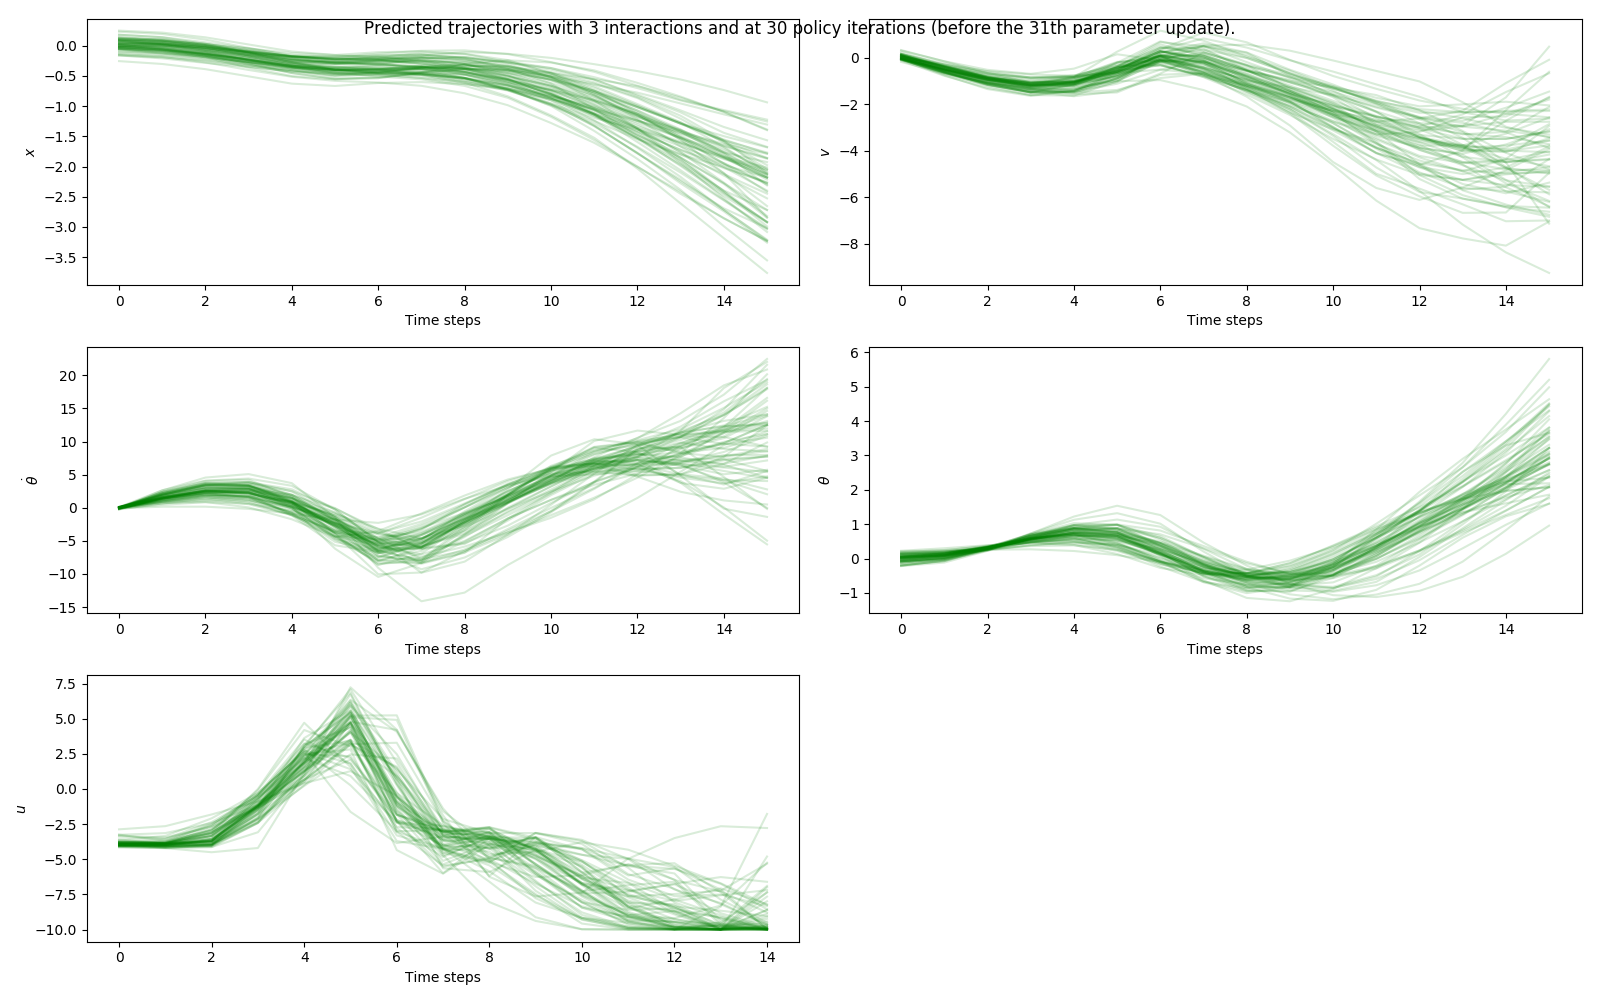 Predicted trajectories with 3 interactions and at 30 policy iterations (before the 31th parameter update).
0.0
−0.5
−1.0
−1.5
−2.0
−2.5
−3.0
−3.5
x
0 2 4 6 8 10 12 14
Time steps
0
−2
−4
−6
−8
v
0 2 4 6 8 10 12 14
Time steps
20
15
10
5
0
−5
−10
−15
θ̇
0 2 4 6 8 10 12 14
Time steps
6
5
4
3
2
1
0
−1
θ
0 2 4 6 8 10 12 14
Time steps
7.5
5.0
2.5
0.0
−2.5
−5.0
−7.5
−10.0
u
0 2 4 6 8 10 12 14
Time steps